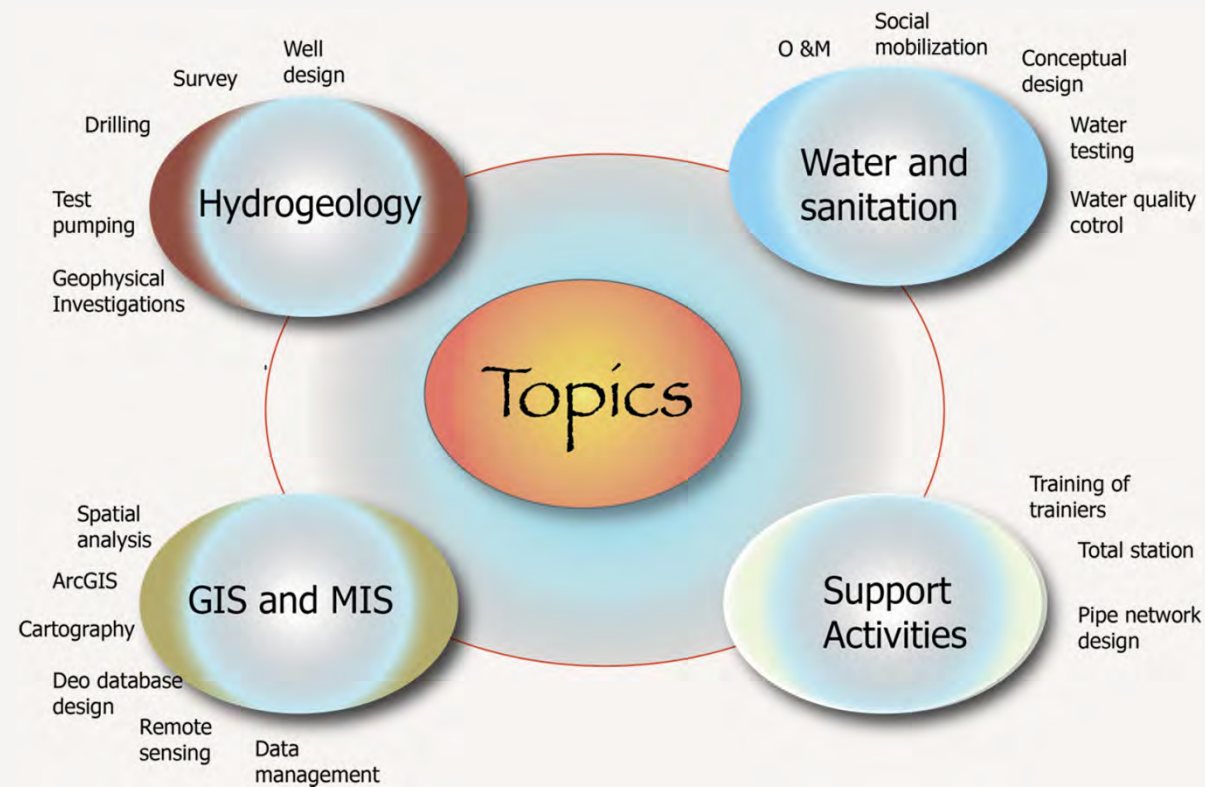 Well
design
Survey
Drilling
Test
pumping
Geophysical
Investigations
Hydrogeology
Social
mobilization
O &M
Conceptual
design
Water
testing
Water quality
cotrol
Water and
sanitation
Topics
Spatial
analysis
ArcGIS
Cartography
Deo database
design
Remote
sensing
Data
management
GIS and MIS
Training of
trainiers
Total station
Pipe network
design
Support
Activities